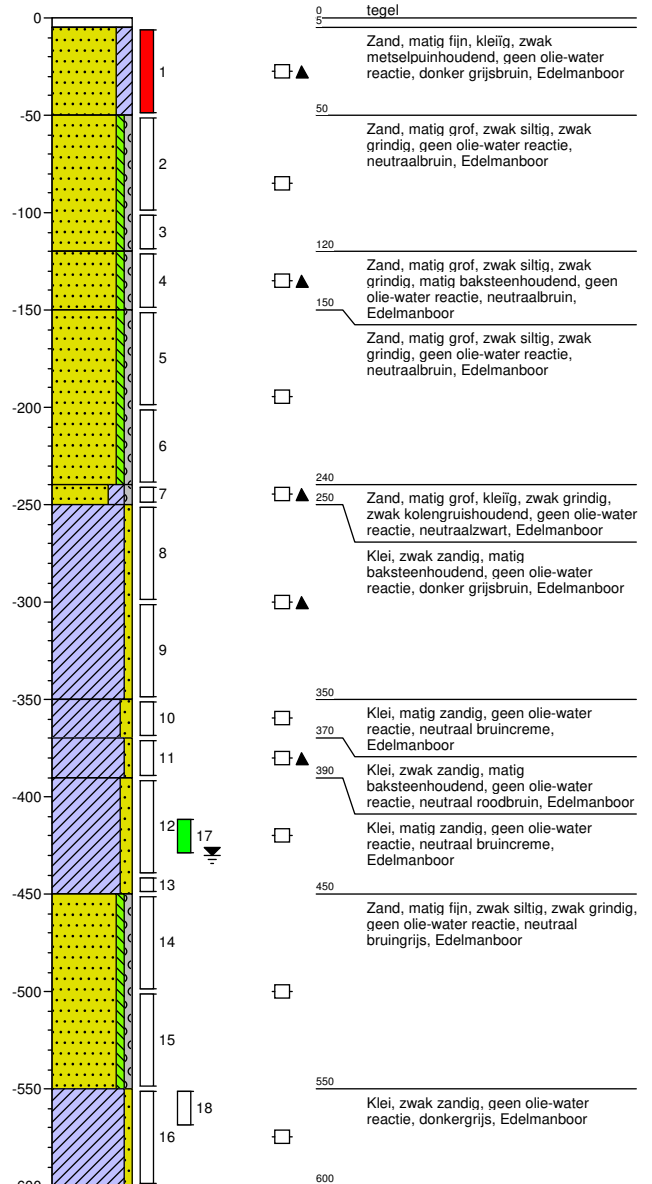 0
-50
-100
-150
-200
-250
-300
-350
-400
-450
-500
-550
-600
1
2
3
4
5
6
7
8
9
10
11
12
17
13
14
15
18
16
0
tegel
5
Zand, matig fijn, kleiïg, zwak
metselpuinhoudend, geen olie-water
reactie, donker grijsbruin, Edelmanboor
50
Zand, matig grof, zwak siltig, zwak
grindig, geen olie-water reactie,
neutraalbruin, Edelmanboor
120
Zand, matig grof, zwak siltig, zwak
grindig, matig baksteenhoudend, geen
olie-water reactie, neutraalbruin,
Edelmanboor
150
Zand, matig grof, zwak siltig, zwak
grindig, geen olie-water reactie,
neutraalbruin, Edelmanboor
240
Zand, matig grof, kleiïg, zwak grindig,
zwak kolengruishoudend, geen olie-water
reactie, neutraalzwart, Edelmanboor
250
Klei, zwak zandig, matig
baksteenhoudend, geen olie-water
reactie, donker grijsbruin, Edelmanboor
350
Klei, matig zandig, geen olie-water
reactie, neutraal bruincreme,
Edelmanboor
370
Klei, zwak zandig, matig
baksteenhoudend, geen olie-water
reactie, neutraal roodbruin, Edelmanboor
390
Klei, matig zandig, geen olie-water
reactie, neutraal bruincreme,
Edelmanboor
450
Zand, matig fijn, zwak siltig, zwak grindig,
geen olie-water reactie, neutraal
bruingrijs, Edelmanboor
550
Klei, zwak zandig, geen olie-water
reactie, donkergrijs, Edelmanboor
600